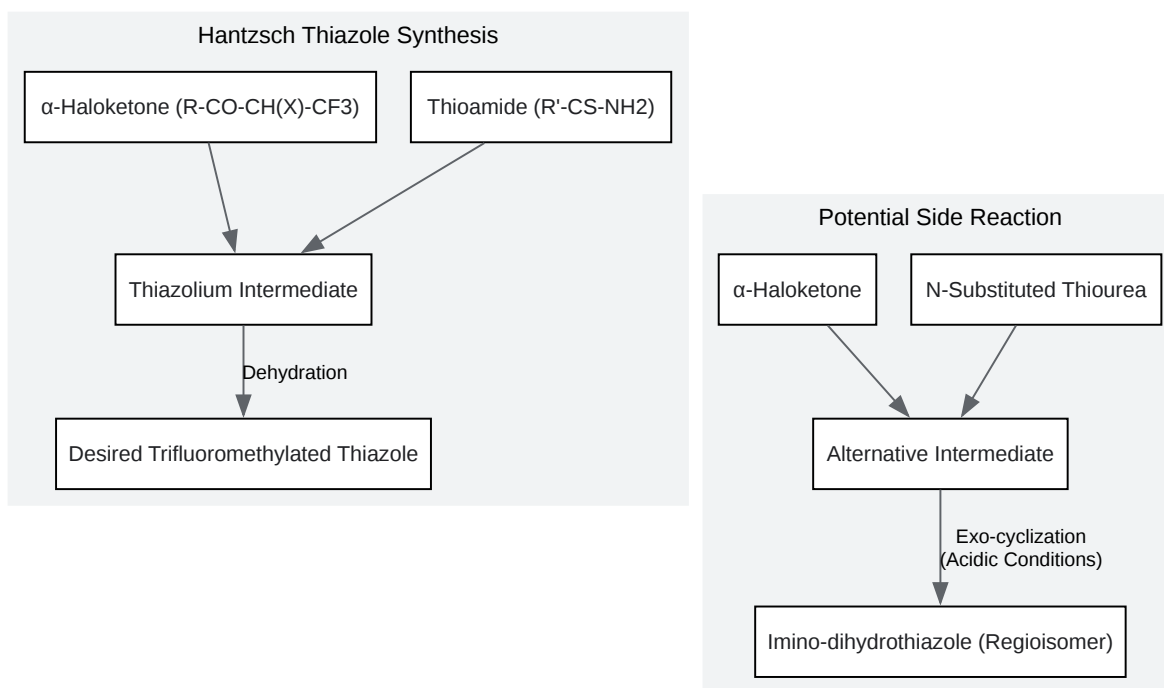 Hantzsch Thiazole Synthesis
α-Haloketone (R-CO-CH(X)-CF3)
Thioamide (R'-CS-NH2)
Thiazolium Intermediate
Dehydration
Desired Trifluoromethylated Thiazole
Potential Side Reaction
α-Haloketone
N-Substituted Thiourea
Alternative Intermediate
Exo-cyclization
(Acidic Conditions)
Imino-dihydrothiazole (Regioisomer)